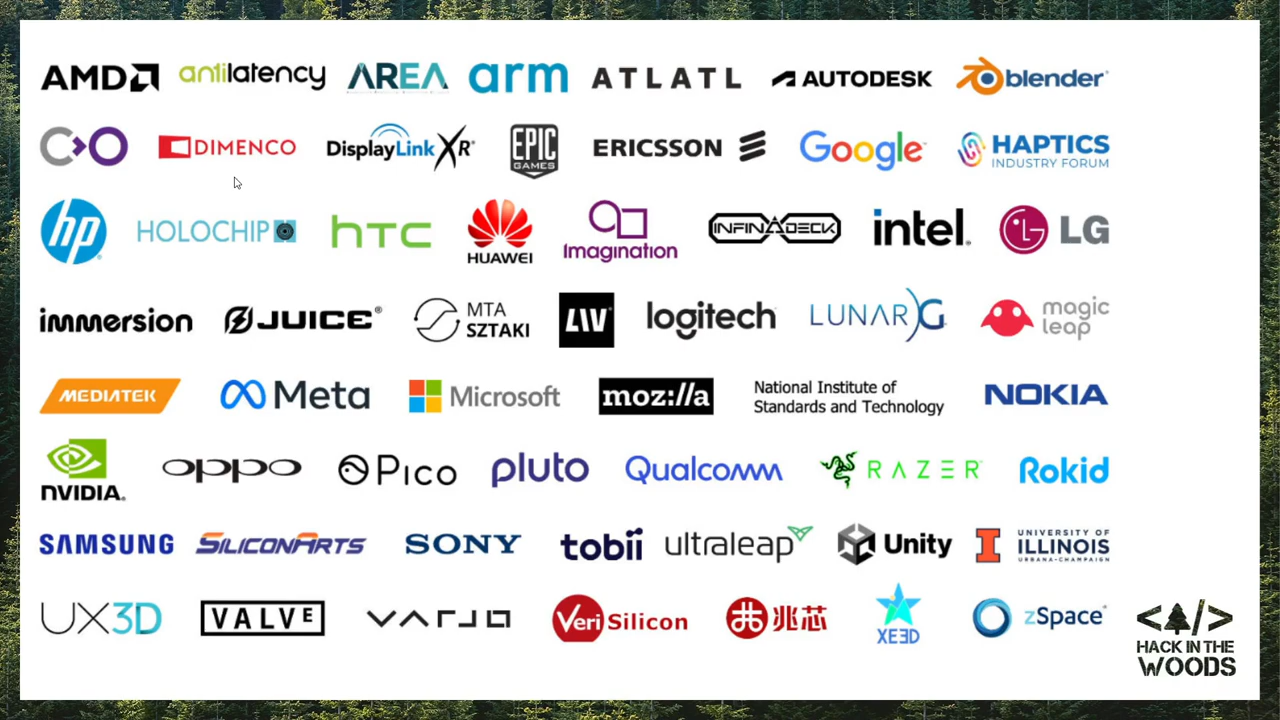 AMD antilatency AREA arm ATLATL AUTODESK blender®
DIMENCO DisplayLink XR® EPIC GAMES ERICSSON Google HAPTICS INDUSTRY FORUM
hp HOLOCHIP hTC HUAWEI Imagination INFINADECK intel. LG LG
immersion JUICE® MTA SZTAKI LIV logitech LUNARG magic leap
MEDIATEK Meta Microsoft moz://a National Institute of Standards and Technology NOKIA
NVIDIA. oppo Pico pluto Qualcomm RAZER Rokid
SAMSUNG SILICONARTS SONY tobii ultraleap Unity I UNIVERSITY OF ILLINOIS URBANA-CHAMPAIGN
UX3D VALVE VARJO VeriSilicon 兆芯 XEED zSpace®
</> HACK IN THE WOODS